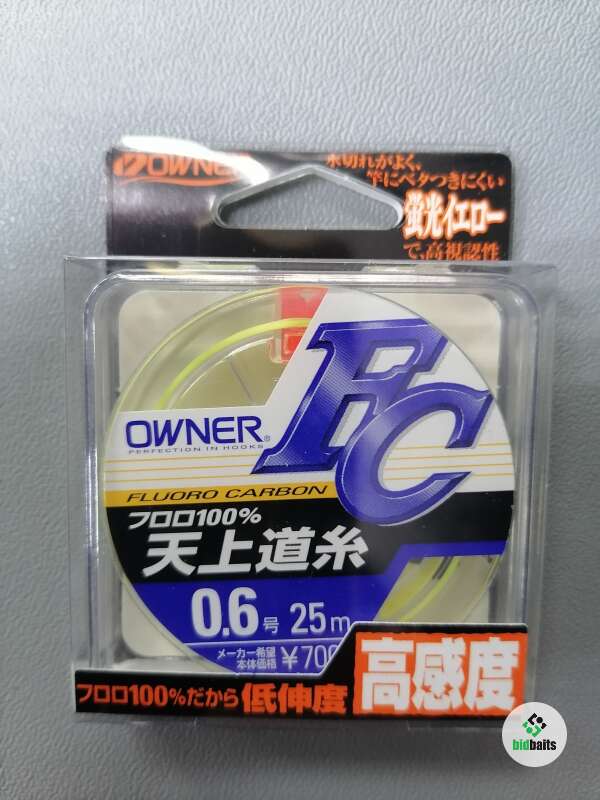 OWNER
水切れがよく、
竿にベタつきにくい
蛍光イエロー
で、高視認性
FC
OWNER®
PERFECTION IN HOOKS
FLUORO CARBON
フロロ100%
天上道糸
0.6号 25m
メーカー希望
本体価格 ¥700
フロロ100%だから低伸度 高感度
bidbaits